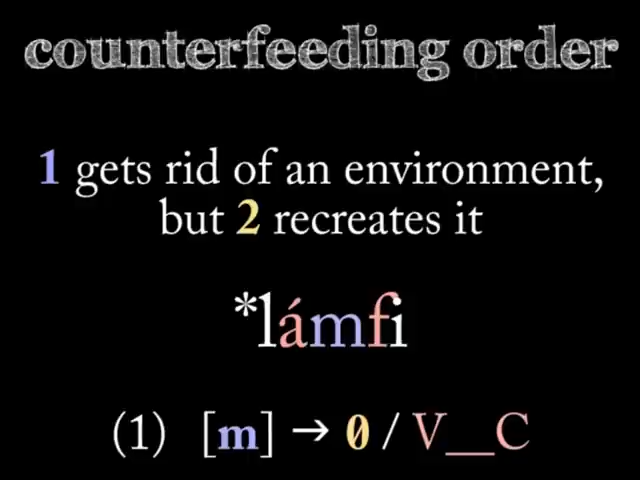 counterfeeding order
1 gets rid of an environment,
but 2 recreates it
*lámfi
(1) [m] → 0 / V__C